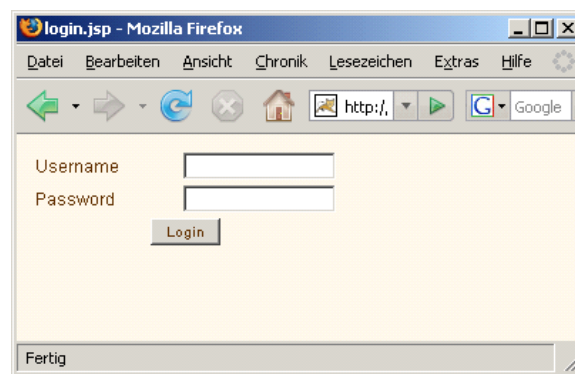 login.jsp - Mozilla Firefox
Datei Bearbeiten Ansicht Chronik Lesezeichen Extras Hilfe
http:/, G Google
Username
Password
Login
Fertig